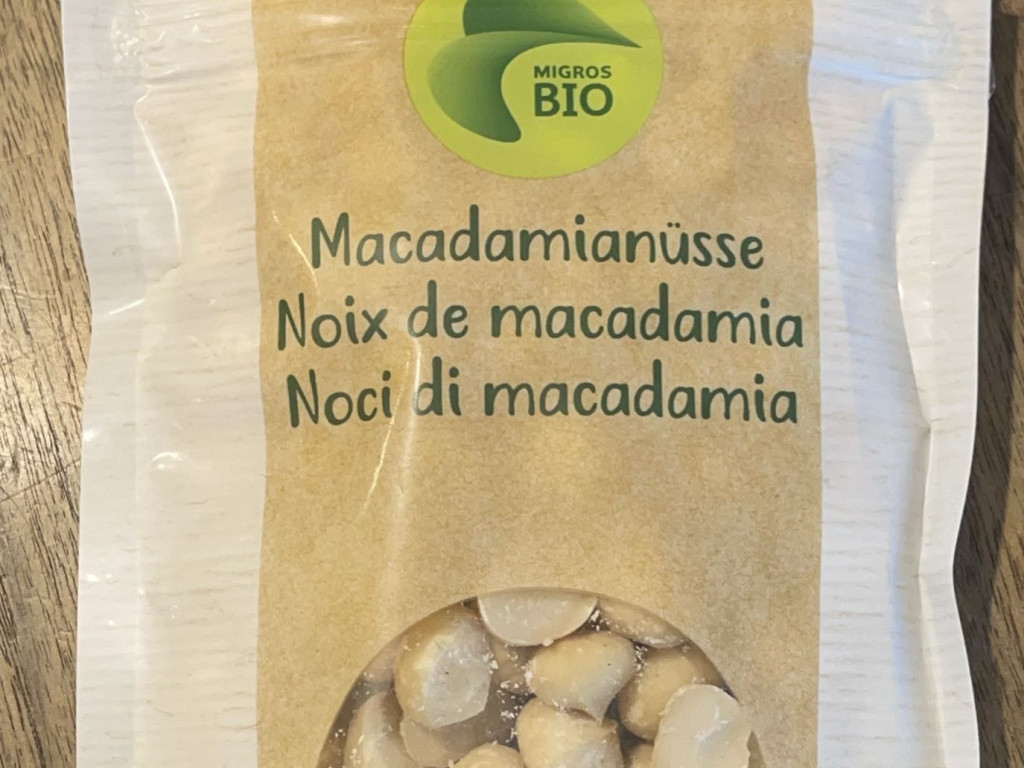 MIGROS
BIO
Macadamianüsse
Noix de macadamia
Noci di macadamia